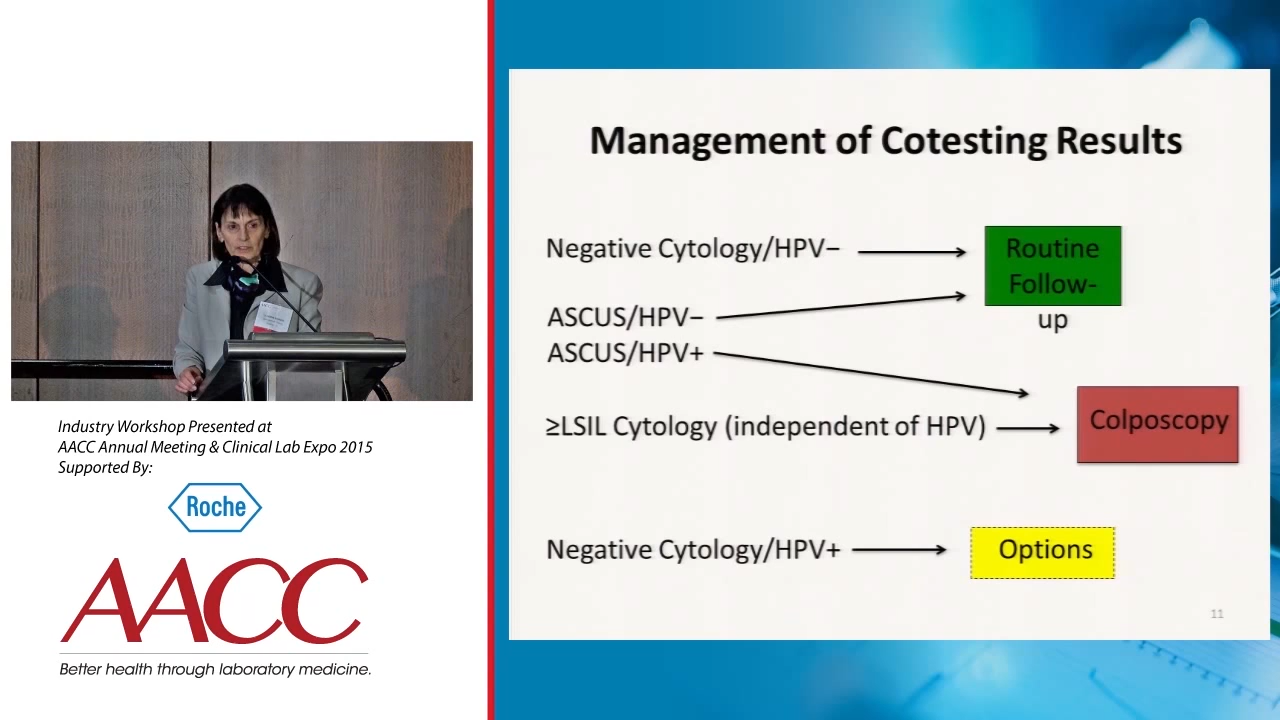 Management of Cotesting Results
Negative Cytology/HPV−
Routine
Follow-
up
ASCUS/HPV−
ASCUS/HPV+
≥LSIL Cytology (independent of HPV)
Colposcopy
Negative Cytology/HPV+
Options
11
Industry Workshop Presented at
AACC Annual Meeting & Clinical Lab Expo 2015
Supported By:
Roche
AACC
Better health through laboratory medicine.